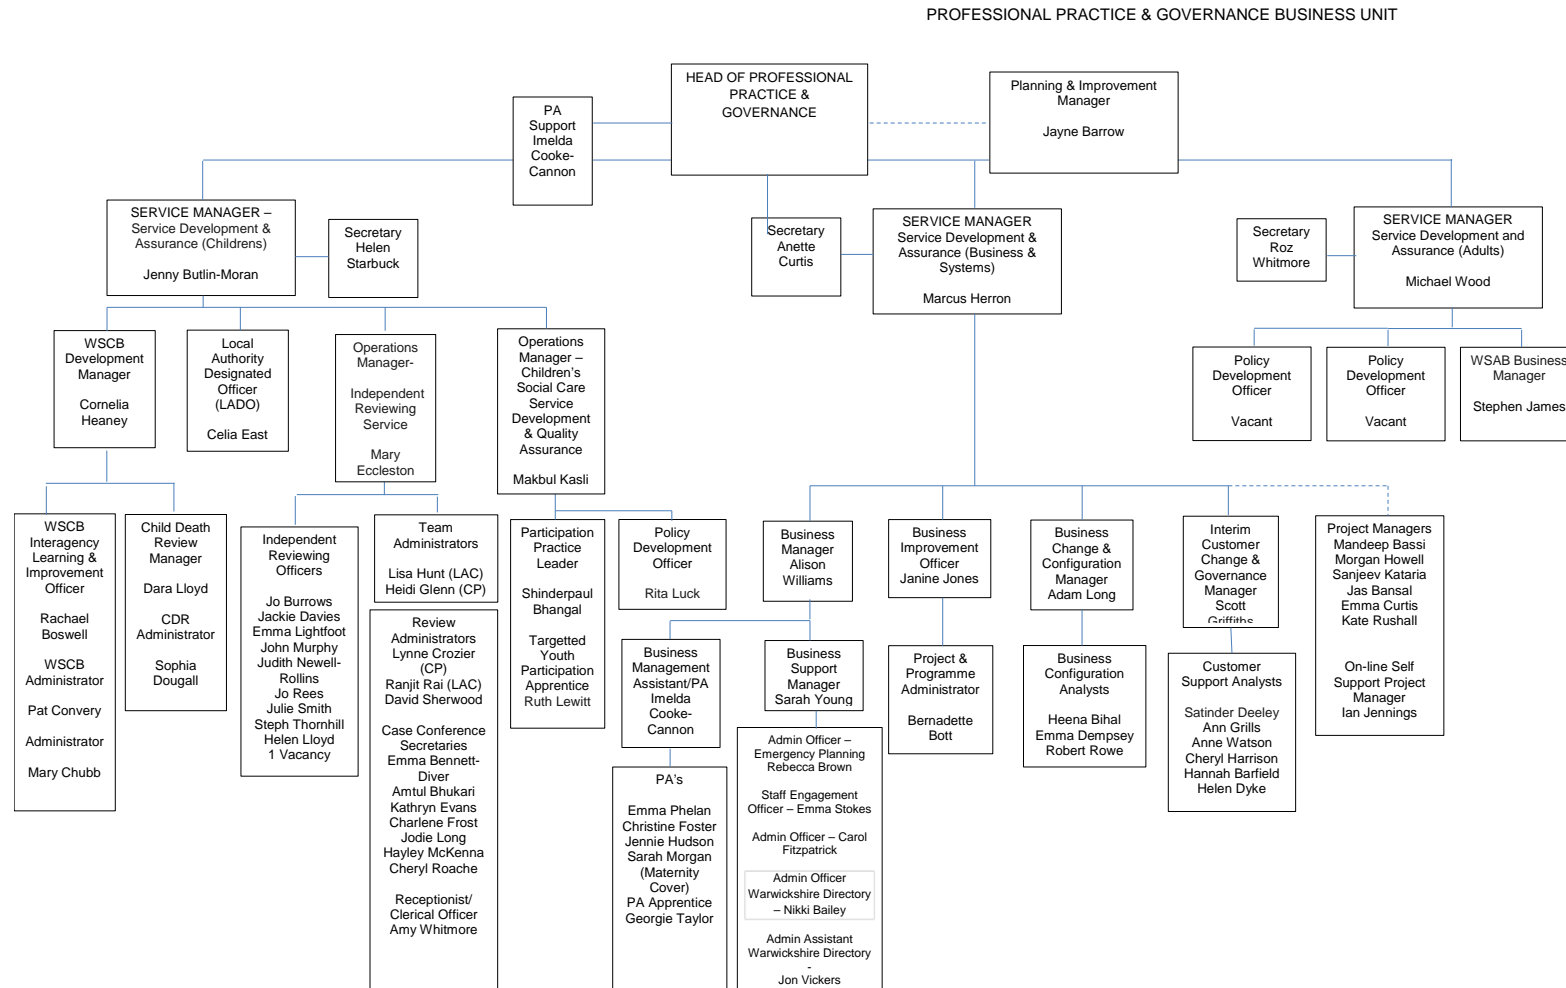 PROFESSIONAL PRACTICE & GOVERNANCE BUSINESS UNIT
HEAD OF PROFESSIONAL
PRACTICE &
GOVERNANCE
Planning & Improvement
Manager
Jayne Barrow
PA
Support
Imelda
Cooke-
Cannon
SERVICE MANAGER –
Service Development &
Assurance (Childrens)
Jenny Butlin-Moran
Secretary
Helen
Starbuck
Secretary
Anette
Curtis
SERVICE MANAGER
Service Development &
Assurance (Business &
Systems)
Marcus Herron
Secretary
Roz
Whitmore
SERVICE MANAGER
Service Development and
Assurance (Adults)
Michael Wood
WSCB
Development
Manager
Cornelia
Heaney
Local
Authority
Designated
Officer
(LADO)
Celia East
Operations
Manager-
Independent
Reviewing
Service
Mary
Eccleston
Operations
Manager –
Children's
Social Care
Service
Development
& Quality
Assurance
Makbul Kasli
Policy
Development
Officer
Vacant
Policy
Development
Officer
Vacant
WSAB Business
Manager
Stephen James
WSCB
Interagency
Learning &
Improvement
Officer
Rachael
Boswell
WSCB
Administrator
Pat Convery
Administrator
Mary Chubb
Child Death
Review
Manager
Dara Lloyd
CDR
Administrator
Sophia
Dougall
Independent
Reviewing
Officers
Jo Burrows
Jackie Davies
Emma Lightfoot
John Murphy
Judith Newell-
Rollins
Jo Rees
Julie Smith
Steph Thornhill
Helen Lloyd
1 Vacancy
Team
Administrators
Lisa Hunt (LAC)
Heidi Glenn (CP)
Review
Administrators
Lynne Crozier
(CP)
Ranjit Rai (LAC)
David Sherwood
Case Conference
Secretaries
Emma Bennett-
Diver
Amtul Bhukari
Kathryn Evans
Charlene Frost
Jodie Long
Hayley McKenna
Cheryl Roache
Receptionist/
Clerical Officer
Amy Whitmore
Participation
Practice
Leader
Shinderpaul
Bhangal
Targetted
Youth
Participation
Apprentice
Ruth Lewitt
Policy
Development
Officer
Rita Luck
Business
Manager
Alison
Williams
Business
Management
Assistant/PA
Imelda
Cooke-
Cannon
PA's
Emma Phelan
Christine Foster
Jennie Hudson
Sarah Morgan
(Maternity
Cover)
PA Apprentice
Georgie Taylor
Business
Support
Manager
Sarah Young
Admin Officer –
Emergency Planning
Rebecca Brown
Staff Engagement
Officer – Emma Stokes
Admin Officer – Carol
Fitzpatrick
Admin Officer
Warwickshire Directory
– Nikki Bailey
Admin Assistant
Warwickshire Directory
-
Jon Vickers
Business
Improvement
Officer
Janine Jones
Project &
Programme
Administrator
Bernadette
Bott
Business
Change &
Configuration
Manager
Adam Long
Business
Configuration
Analysts
Heena Bihal
Emma Dempsey
Robert Rowe
Interim
Customer
Change &
Governance
Manager
Scott
Griffiths
Customer
Support Analysts
Satinder Deeley
Ann Grills
Anne Watson
Cheryl Harrison
Hannah Barfield
Helen Dyke
Project Managers
Mandeep Bassi
Morgan Howell
Sanjeev Kataria
Jas Bansal
Emma Curtis
Kate Rushall
On-line Self
Support Project
Manager
Ian Jennings